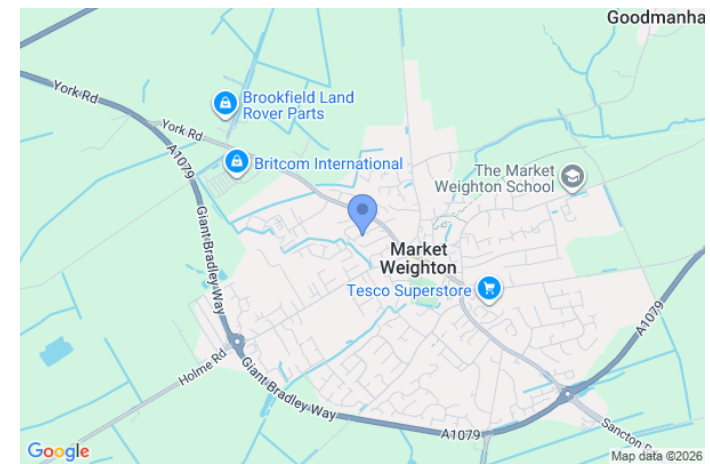 Goodmanha
York Rd
Brookfield Land
Rover Parts
York Rd
A1079
Britcom International
The Market
Weighton School
Giant Bradley Way
Market
Weighton
Tesco Superstore
A1079
Holme Rd
Giant Bradley Way
A1079
Sancton
Google
Map data ©2026